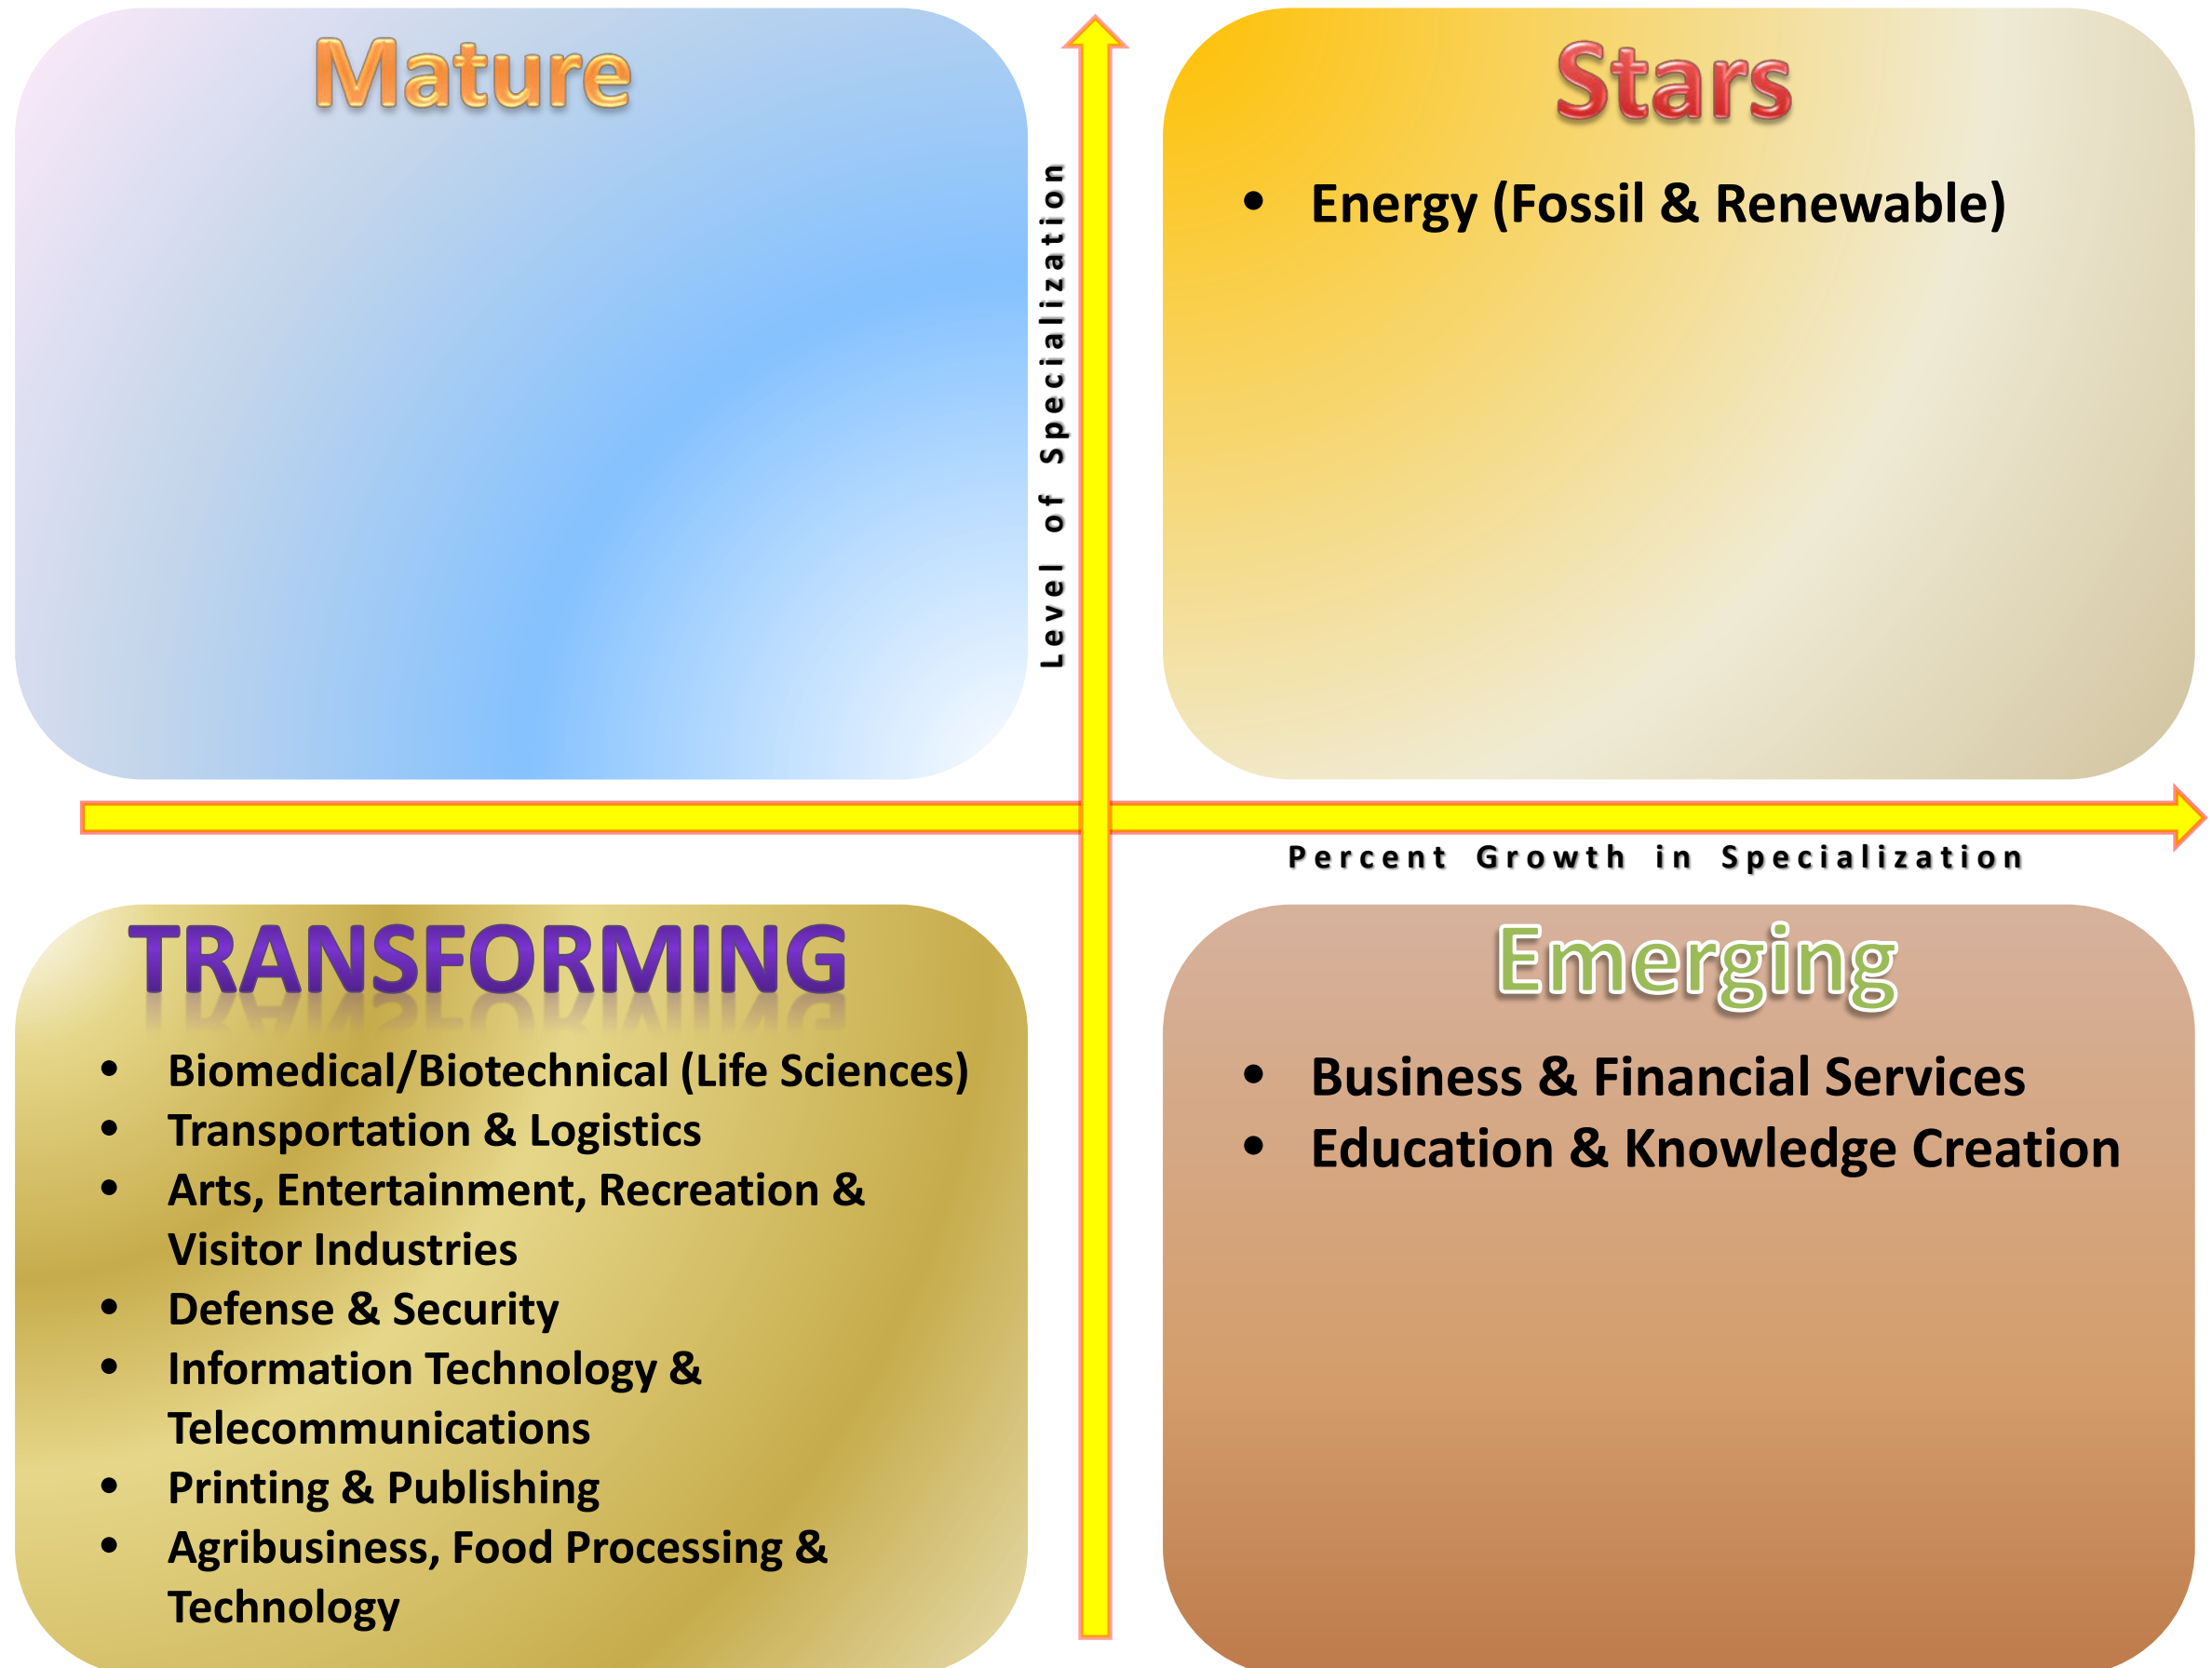 Mature
Stars
• Energy (Fossil & Renewable)
Level of Specialization
Percent Growth in Specialization
TRANSFORMING
• Biomedical/Biotechnical (Life Sciences)
• Transportation & Logistics
• Arts, Entertainment, Recreation &
Visitor Industries
• Defense & Security
• Information Technology &
Telecommunications
• Printing & Publishing
• Agribusiness, Food Processing &
Technology
Emerging
• Business & Financial Services
• Education & Knowledge Creation